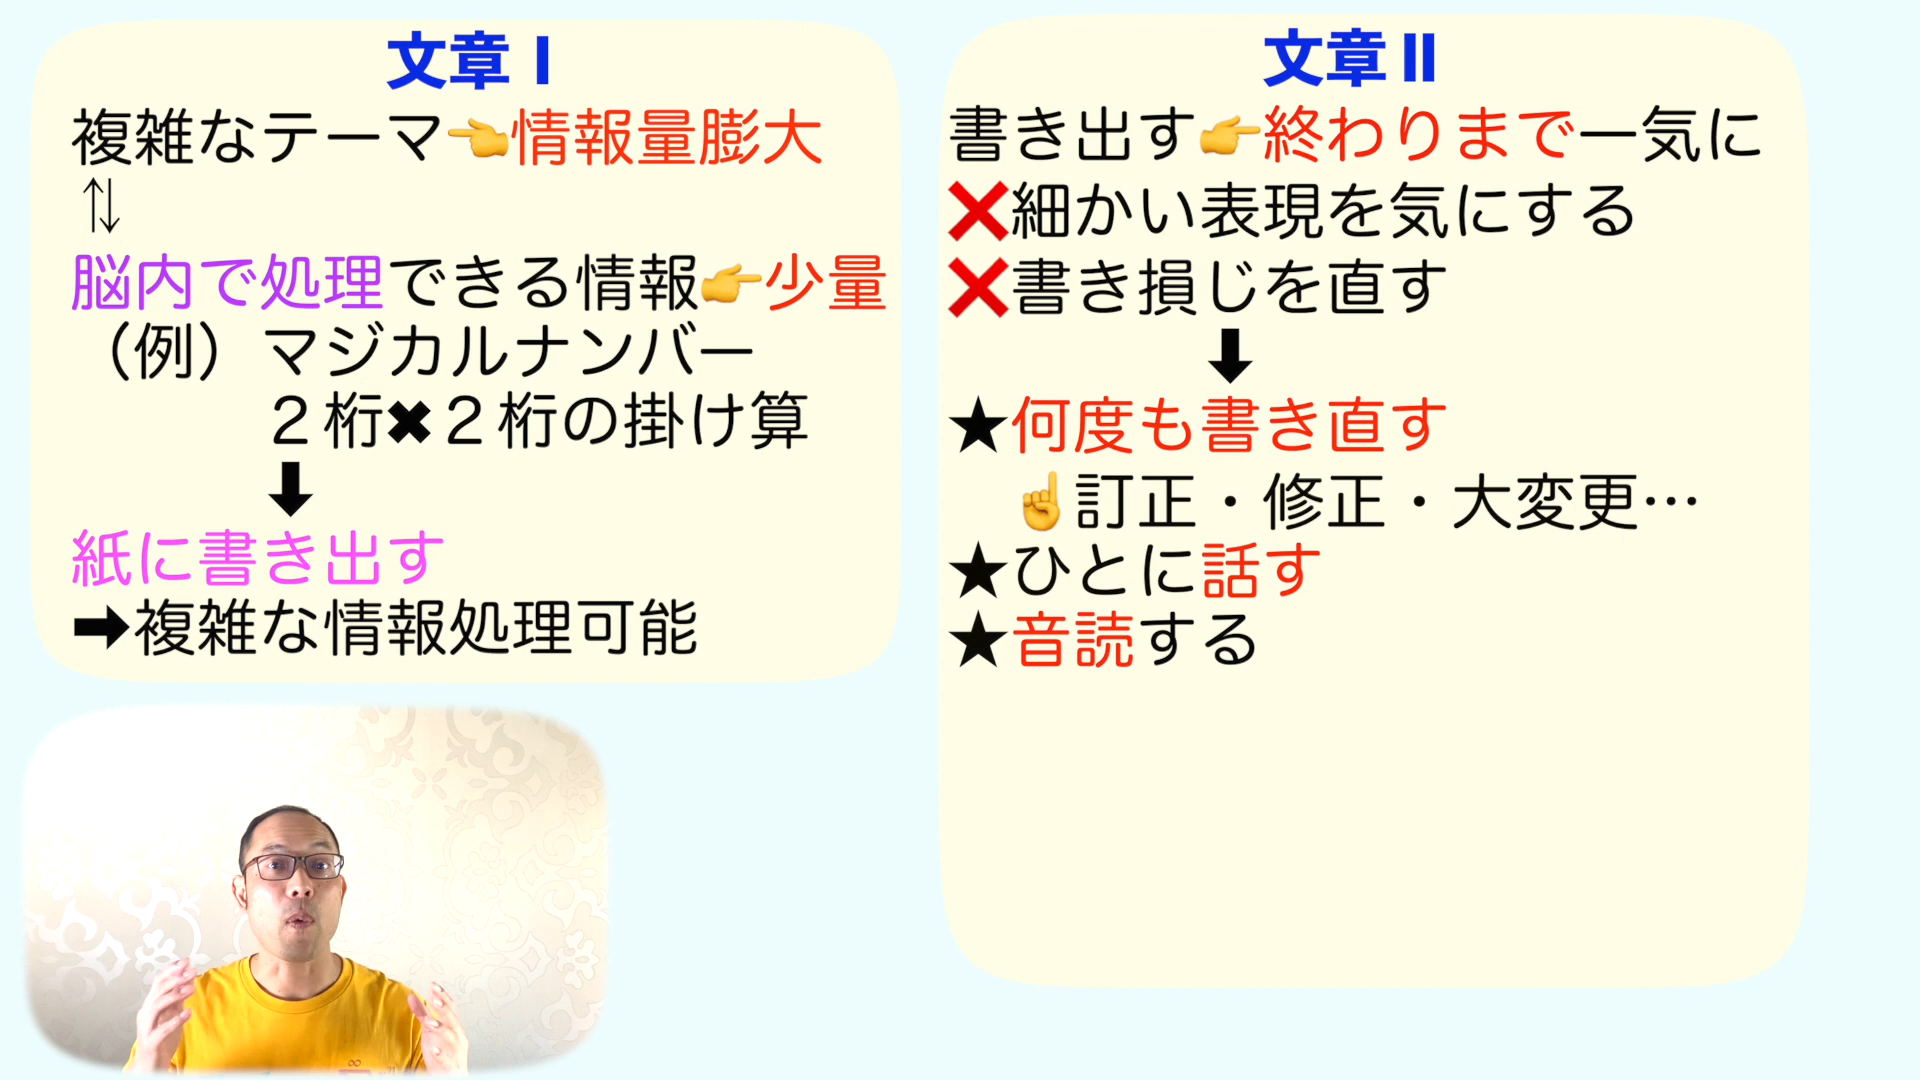 文章Ⅰ
複雑なテーマ👈情報量膨大
⇅
脳内で処理できる情報👉少量
（例）マジカルナンバー
２桁✖２桁の掛け算
⬇
紙に書き出す
➡複雑な情報処理可能
文章Ⅱ
書き出す👉終わりまで一気に
❌細かい表現を気にする
❌書き損じを直す
⬇
★何度も書き直す
☝訂正・修正・大変更…
★ひとに話す
★音読する